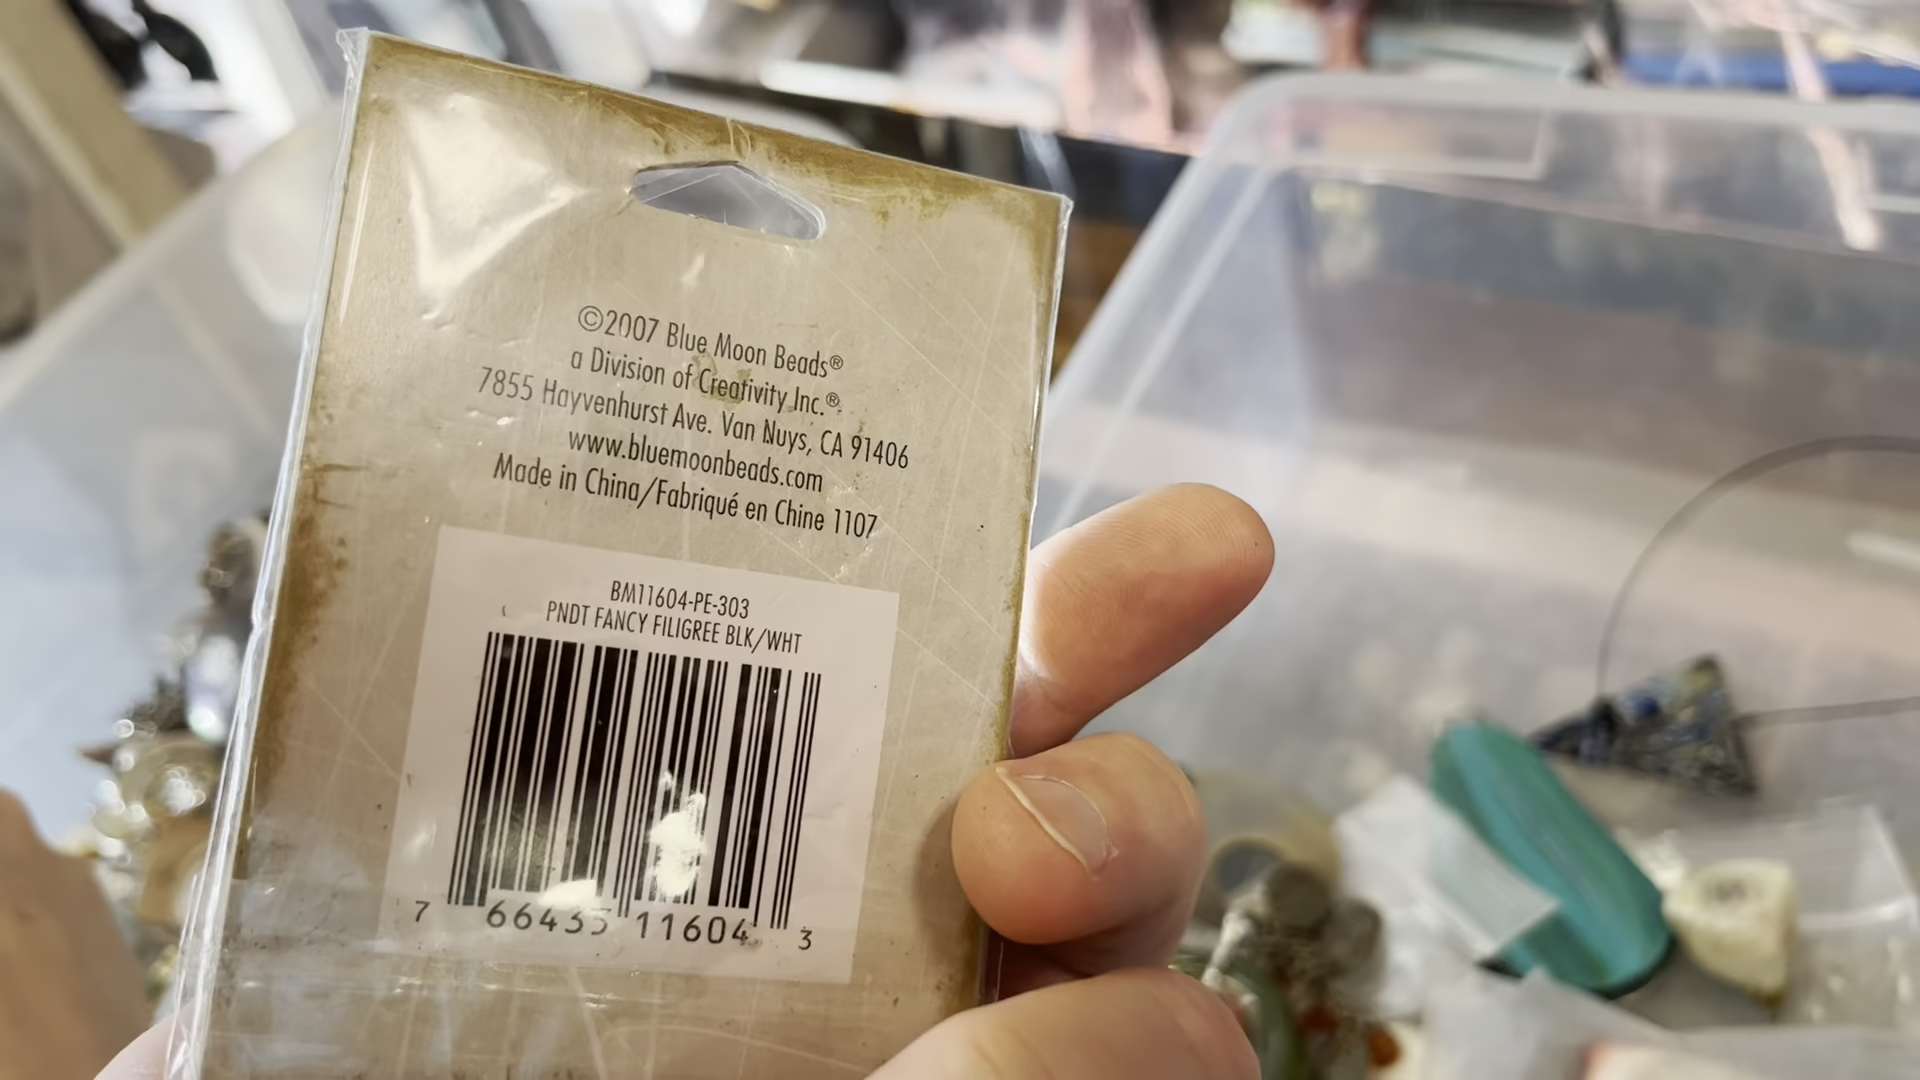 ©2007 Blue Moon Beads®
a Division of Creativity Inc.®
7855 Hayvenhurst Ave. Van Nuys, CA 91406
www.bluemoonbeads.com
Made in China/Fabriqué en Chine 1107
BM11604-PE-303
PNDT FANCY FILIGREE BLK/WHT
7 66435 11604 3